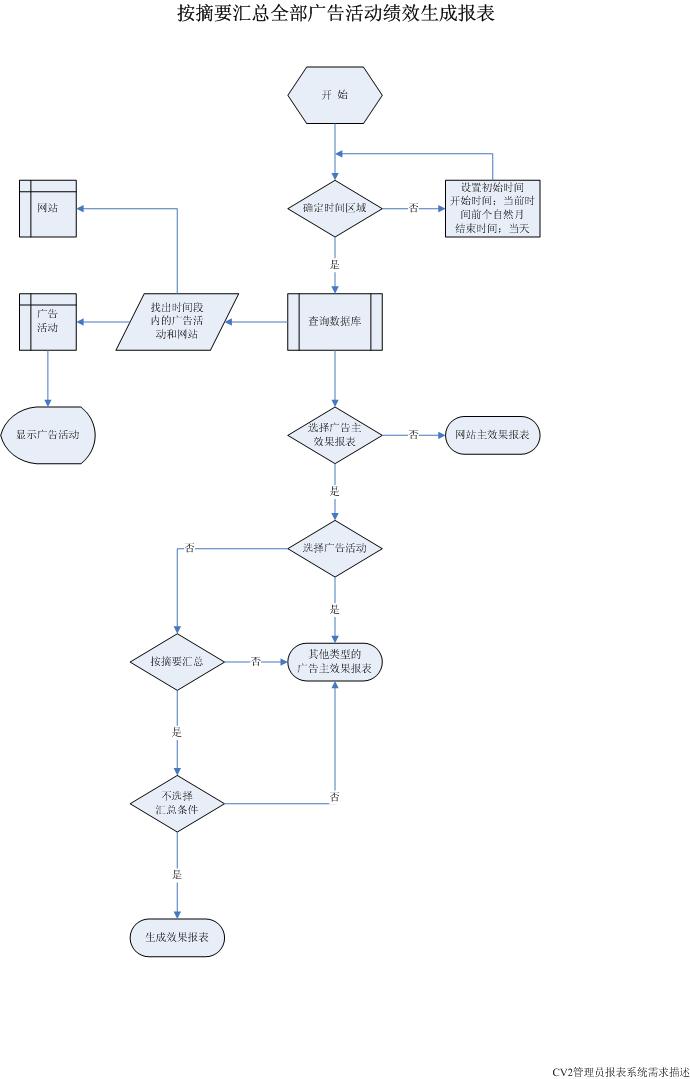 按摘要汇总全部广告活动绩效生成报表
开 始
网站
确定时间区域
否
设置初始时间
开始时间：当前时
间前个自然月
结束时间：当天
是
广告
活动
找出时间段
内的广告活
动和网站
查询数据库
显示广告活动
选择广告主
效果报表
否
网站主效果报表
是
否
选择广告活动
是
按摘要汇总
否
其他类型的
广告主效果报表
是
不选择
汇总条件
否
是
生成效果报表
CV2管理员报表系统需求描述